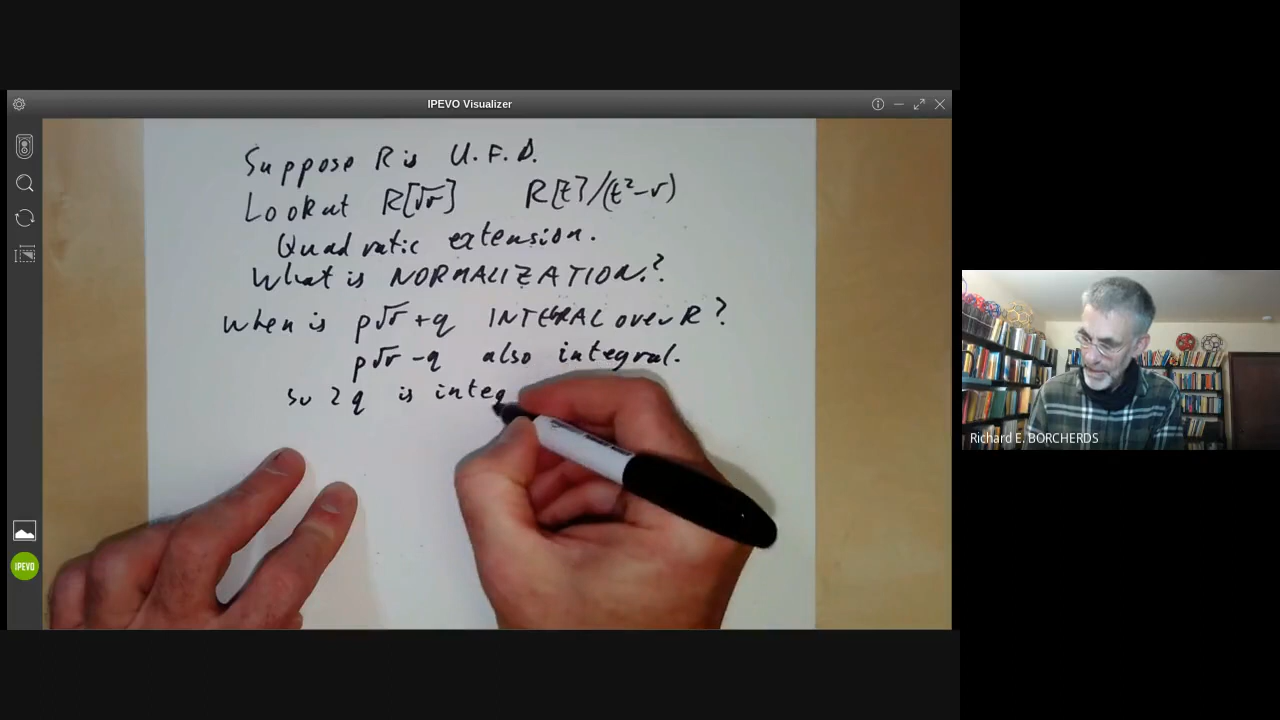 IPEVO Visualizer
Suppose R is U.F.D.
Look at R[√r] R[t]/(t²-r)
Quadratic extension.
What is NORMALIZATION.?
When is p√r+q INTEGRAL over R?
p√r-q also integral.
So 2q is integ
IPEVO
Richard E. BORCHERDS